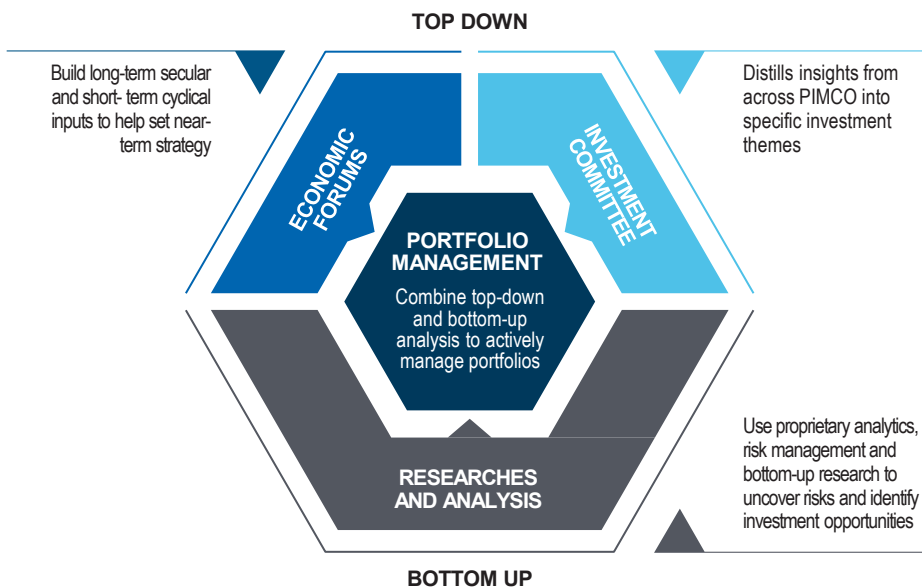 TOP DOWN
Build long-term secular
and short- term cyclical
inputs to help set near-
term strategy
Distills insights from
across PIMCO into
specific investment
themes
ECONOMIC
FORUMS
INVESTMENT
COMMITTEE
PORTFOLIO
MANAGEMENT
Combine top-down
and bottom-up
analysis to actively
manage portfolios
RESEARCHES
AND ANALYSIS
Use proprietary analytics,
risk management and
bottom-up research to
uncover risks and identify
investment opportunities
BOTTOM UP